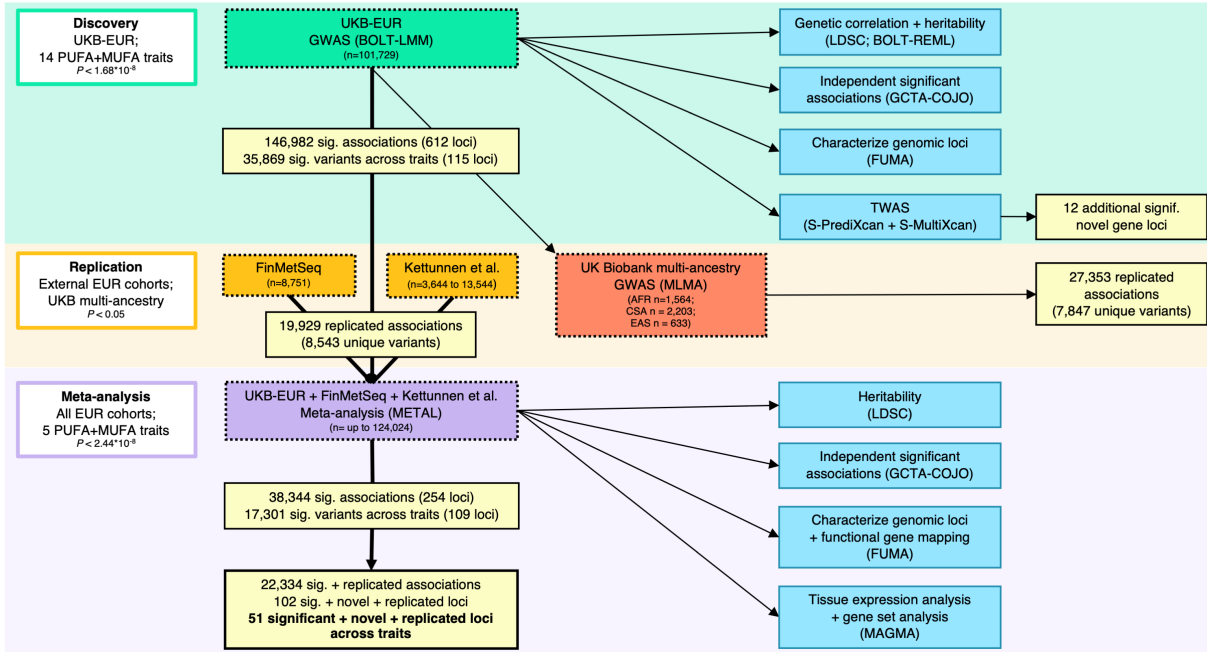 Discovery
UKB-EUR;
14 PUFA+MUFA traits
P < 1.68*10-8
UKB-EUR
GWAS (BOLT-LMM)
(n=101,729)
Genetic correlation + heritability
(LDSC; BOLT-REML)
Independent significant
associations (GCTA-COJO)
146,982 sig. associations (612 loci)
35,869 sig. variants across traits (115 loci)
Characterize genomic loci
(FUMA)
TWAS
(S-PrediXcan + S-MultiXcan)
12 additional signif.
novel gene loci
Replication
External EUR cohorts;
UKB multi-ancestry
P < 0.05
FinMetSeq
(n=8,751)
Kettunnen et al.
(n=3,644 to 13,544)
19,929 replicated associations
(8,543 unique variants)
UK Biobank multi-ancestry
GWAS (MLMA)
(AFR n=1,564;
CSA n = 2,203;
EAS n = 633)
27,353 replicated
associations
(7,847 unique variants)
Meta-analysis
All EUR cohorts;
5 PUFA+MUFA traits
P < 2.44*10-8
UKB-EUR + FinMetSeq + Kettunnen et al.
Meta-analysis (METAL)
(n= up to 124,024)
Heritability
(LDSC)
Independent significant
associations (GCTA-COJO)
38,344 sig. associations (254 loci)
17,301 sig. variants across traits (109 loci)
Characterize genomic loci
+ functional gene mapping
(FUMA)
22,334 sig. + replicated associations
102 sig. + novel + replicated loci
51 significant + novel + replicated loci
across traits
Tissue expression analysis
+ gene set analysis
(MAGMA)